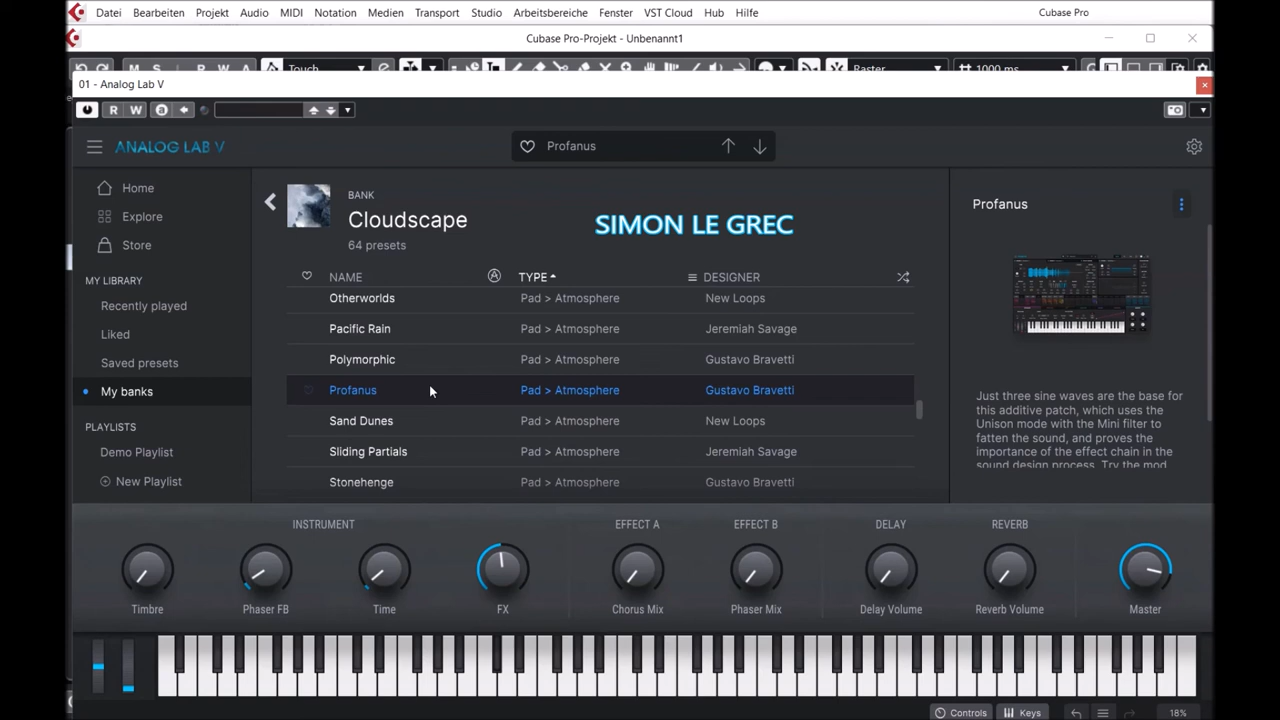 Datei Bearbeiten Projekt Audio MIDI Notation Medien Transport Studio Arbeitsbereiche Fenster VST Cloud Hub Hilfe Cubase Pro
Cubase Pro-Projekt - Unbenannt1
M S R W A Touch e Raster 1000 ms
01 - Analog Lab V
R W a
ANALOG LAB V
Profanus
Home
Explore
Store
MY LIBRARY
Recently played
Liked
Saved presets
My banks
PLAYLISTS
Demo Playlist
New Playlist
BANK
Cloudscape
64 presets
SIMON LE GREC
NAME TYPE DESIGNER
Otherworlds Pad > Atmosphere New Loops
Pacific Rain Pad > Atmosphere Jeremiah Savage
Polymorphic Pad > Atmosphere Gustavo Bravetti
Profanus Pad > Atmosphere Gustavo Bravetti
Sand Dunes Pad > Atmosphere New Loops
Sliding Partials Pad > Atmosphere Jeremiah Savage
Stonehenge Pad > Atmosphere Gustavo Bravetti
Profanus
Just three sine waves are the base for
this additive patch, which uses the
Unison mode with the Mini filter to
fatten the sound, and proves the
importance of the effect chain in the
sound design process. Try the mod
INSTRUMENT EFFECT A EFFECT B DELAY REVERB
Timbre Phaser FB Time FX Chorus Mix Phaser Mix Delay Volume Reverb Volume Master
Controls Keys 18%